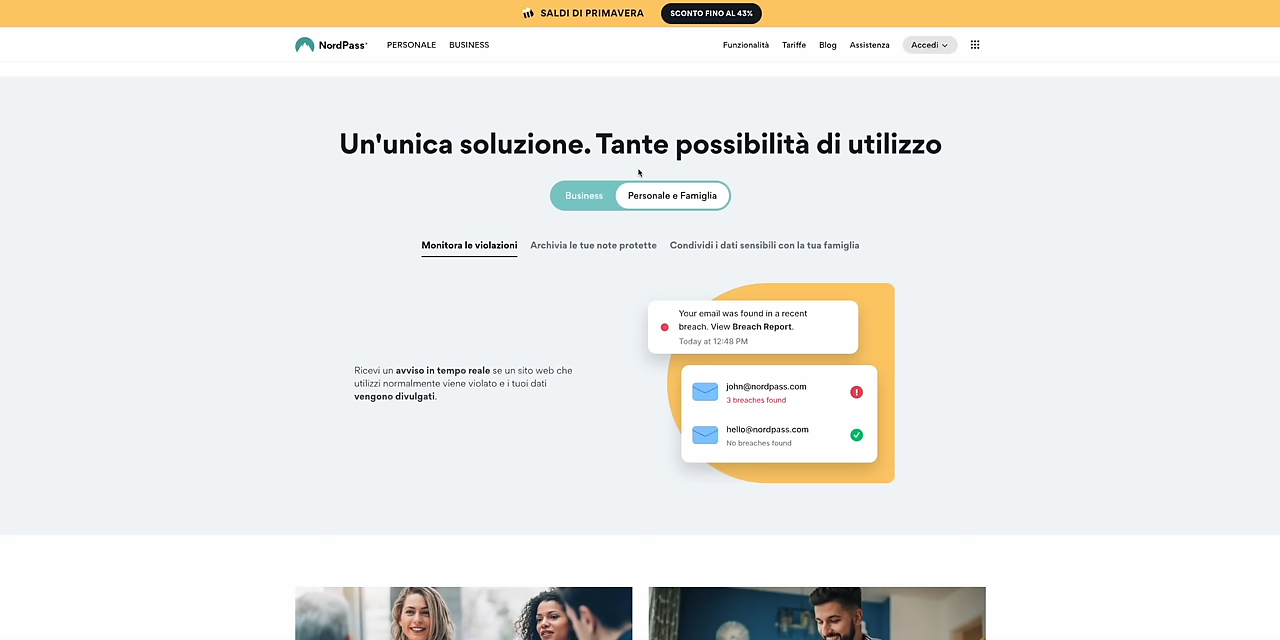 SALDI DI PRIMAVERA
SCONTO FINO AL 43%
NordPass
PERSONALE
BUSINESS
Funzionalità
Tariffe
Blog
Assistenza
Accedi
Un'unica soluzione. Tante possibilità di utilizzo
Business
Personale e Famiglia
Monitora le violazioni
Archivia le tue note protette
Condividi i dati sensibili con la tua famiglia
Your email was found in a recent
breach. View Breach Report.
Today at 12:48 PM
Ricevi un avviso in tempo reale se un sito web che
utilizzi normalmente viene violato e i tuoi dati
vengono divulgati.
john@nordpass.com
3 breaches found
hello@nordpass.com
No breaches found